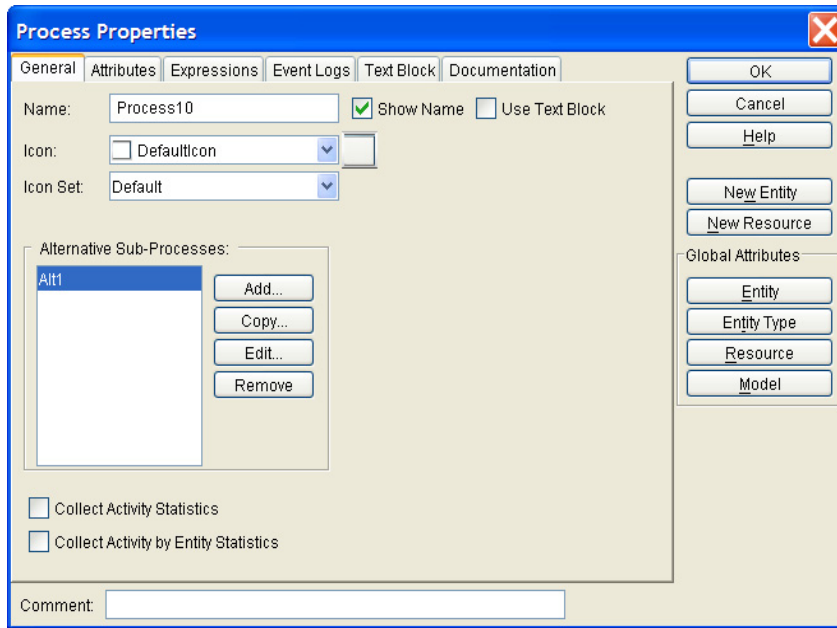 Process Properties
General Attributes Expressions Event Logs Text Block Documentation
OK
Name: Process10 Show Name Use Text Block
Cancel
Help
Icon: DefaultIcon
Icon Set: Default
New Entity
New Resource
Alternative Sub-Processes:
Global Attributes
Alt1
Add...
Entity
Copy...
Entity Type
Edit...
Resource
Remove
Model
Collect Activity Statistics
Collect Activity by Entity Statistics
Comment: